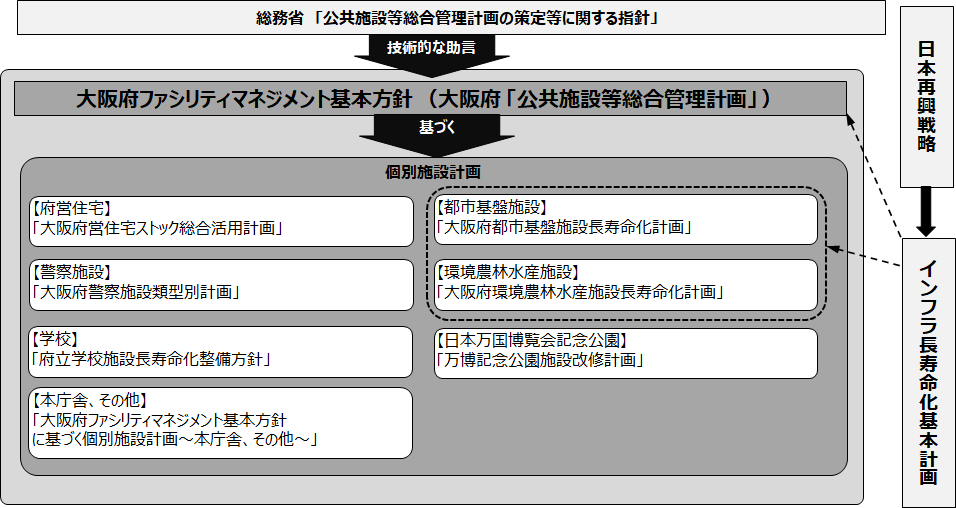 総務省 「公共施設等総合管理計画の策定等に関する指針」
技術的な助言
大阪府ファシリティマネジメント基本方針 （大阪府 「公共施設等総合管理計画」）
基づく
個別施設計画
【府営住宅】
「大阪府営住宅ストック総合活用計画」
【警察施設】
「大阪府警察施設類型別計画」
【学校】
「府立学校施設長寿命化整備方針」
【本庁舎、その他】
「大阪府ファシリティマネジメント基本方針
に基づく個別施設計画～本庁舎、その他～」
【都市基盤施設】
「大阪府都市基盤施設長寿命化計画」
【環境農林水産施設】
「大阪府環境農林水産施設長寿命化計画」
【日本万国博覧会記念公園】
「万博記念公園施設改修計画」
日本再興戦略
インフラ長寿命化基本計画